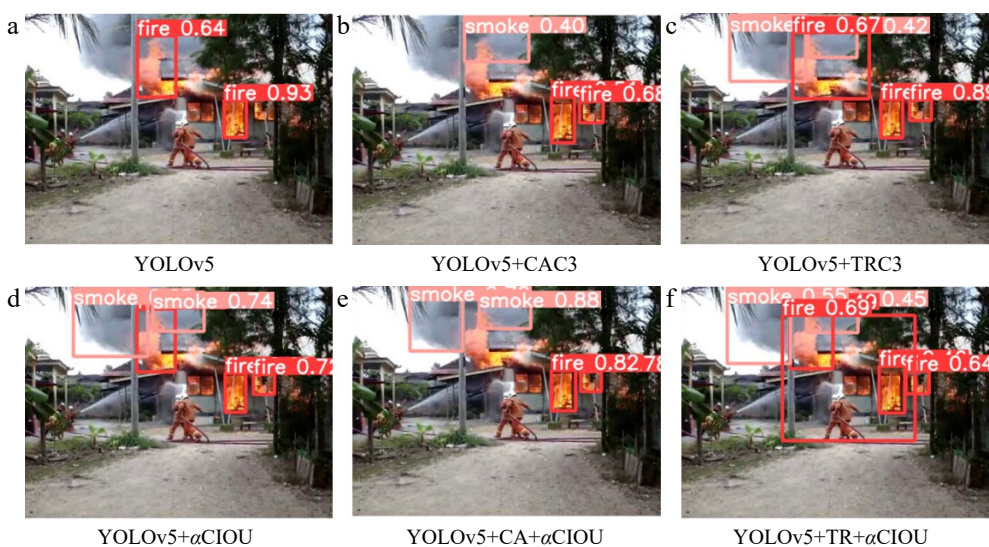 a
fire 0.64
fire 0.93
YOLOv5
b
smoke 0.40
fire
fire 0.68
YOLOv5+CAC3
c
smoke
fire 0.67
0.42
fire
fire 0.89
YOLOv5+TRC3
d
smoke
smoke 0.74
fire
fire 0.72
YOLOv5+αCIOU
e
smoke
smoke 0.88
fire 0.82
78
YOLOv5+CA+αCIOU
f
smoke 0.55
0.45
fire 0.69
fire
fire 0.64
YOLOv5+TR+αCIOU